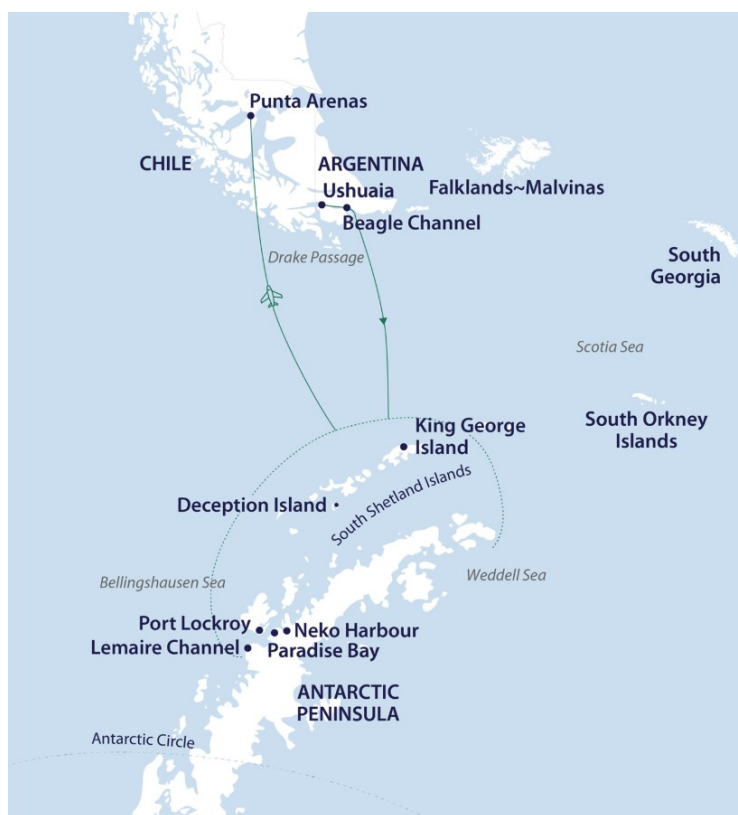 Punta Arenas
CHILE
ARGENTINA
Ushuaia
Falklands~Malvinas
Beagle Channel
Drake Passage
South
Georgia
Scotia Sea
King George
Island
South Orkney
Islands
Deception Island
South Shetland Islands
Bellingshausen Sea
Weddell Sea
Port Lockroy
Neko Harbour
Lemaire Channel
Paradise Bay
ANTARCTIC
PENINSULA
Antarctic Circle